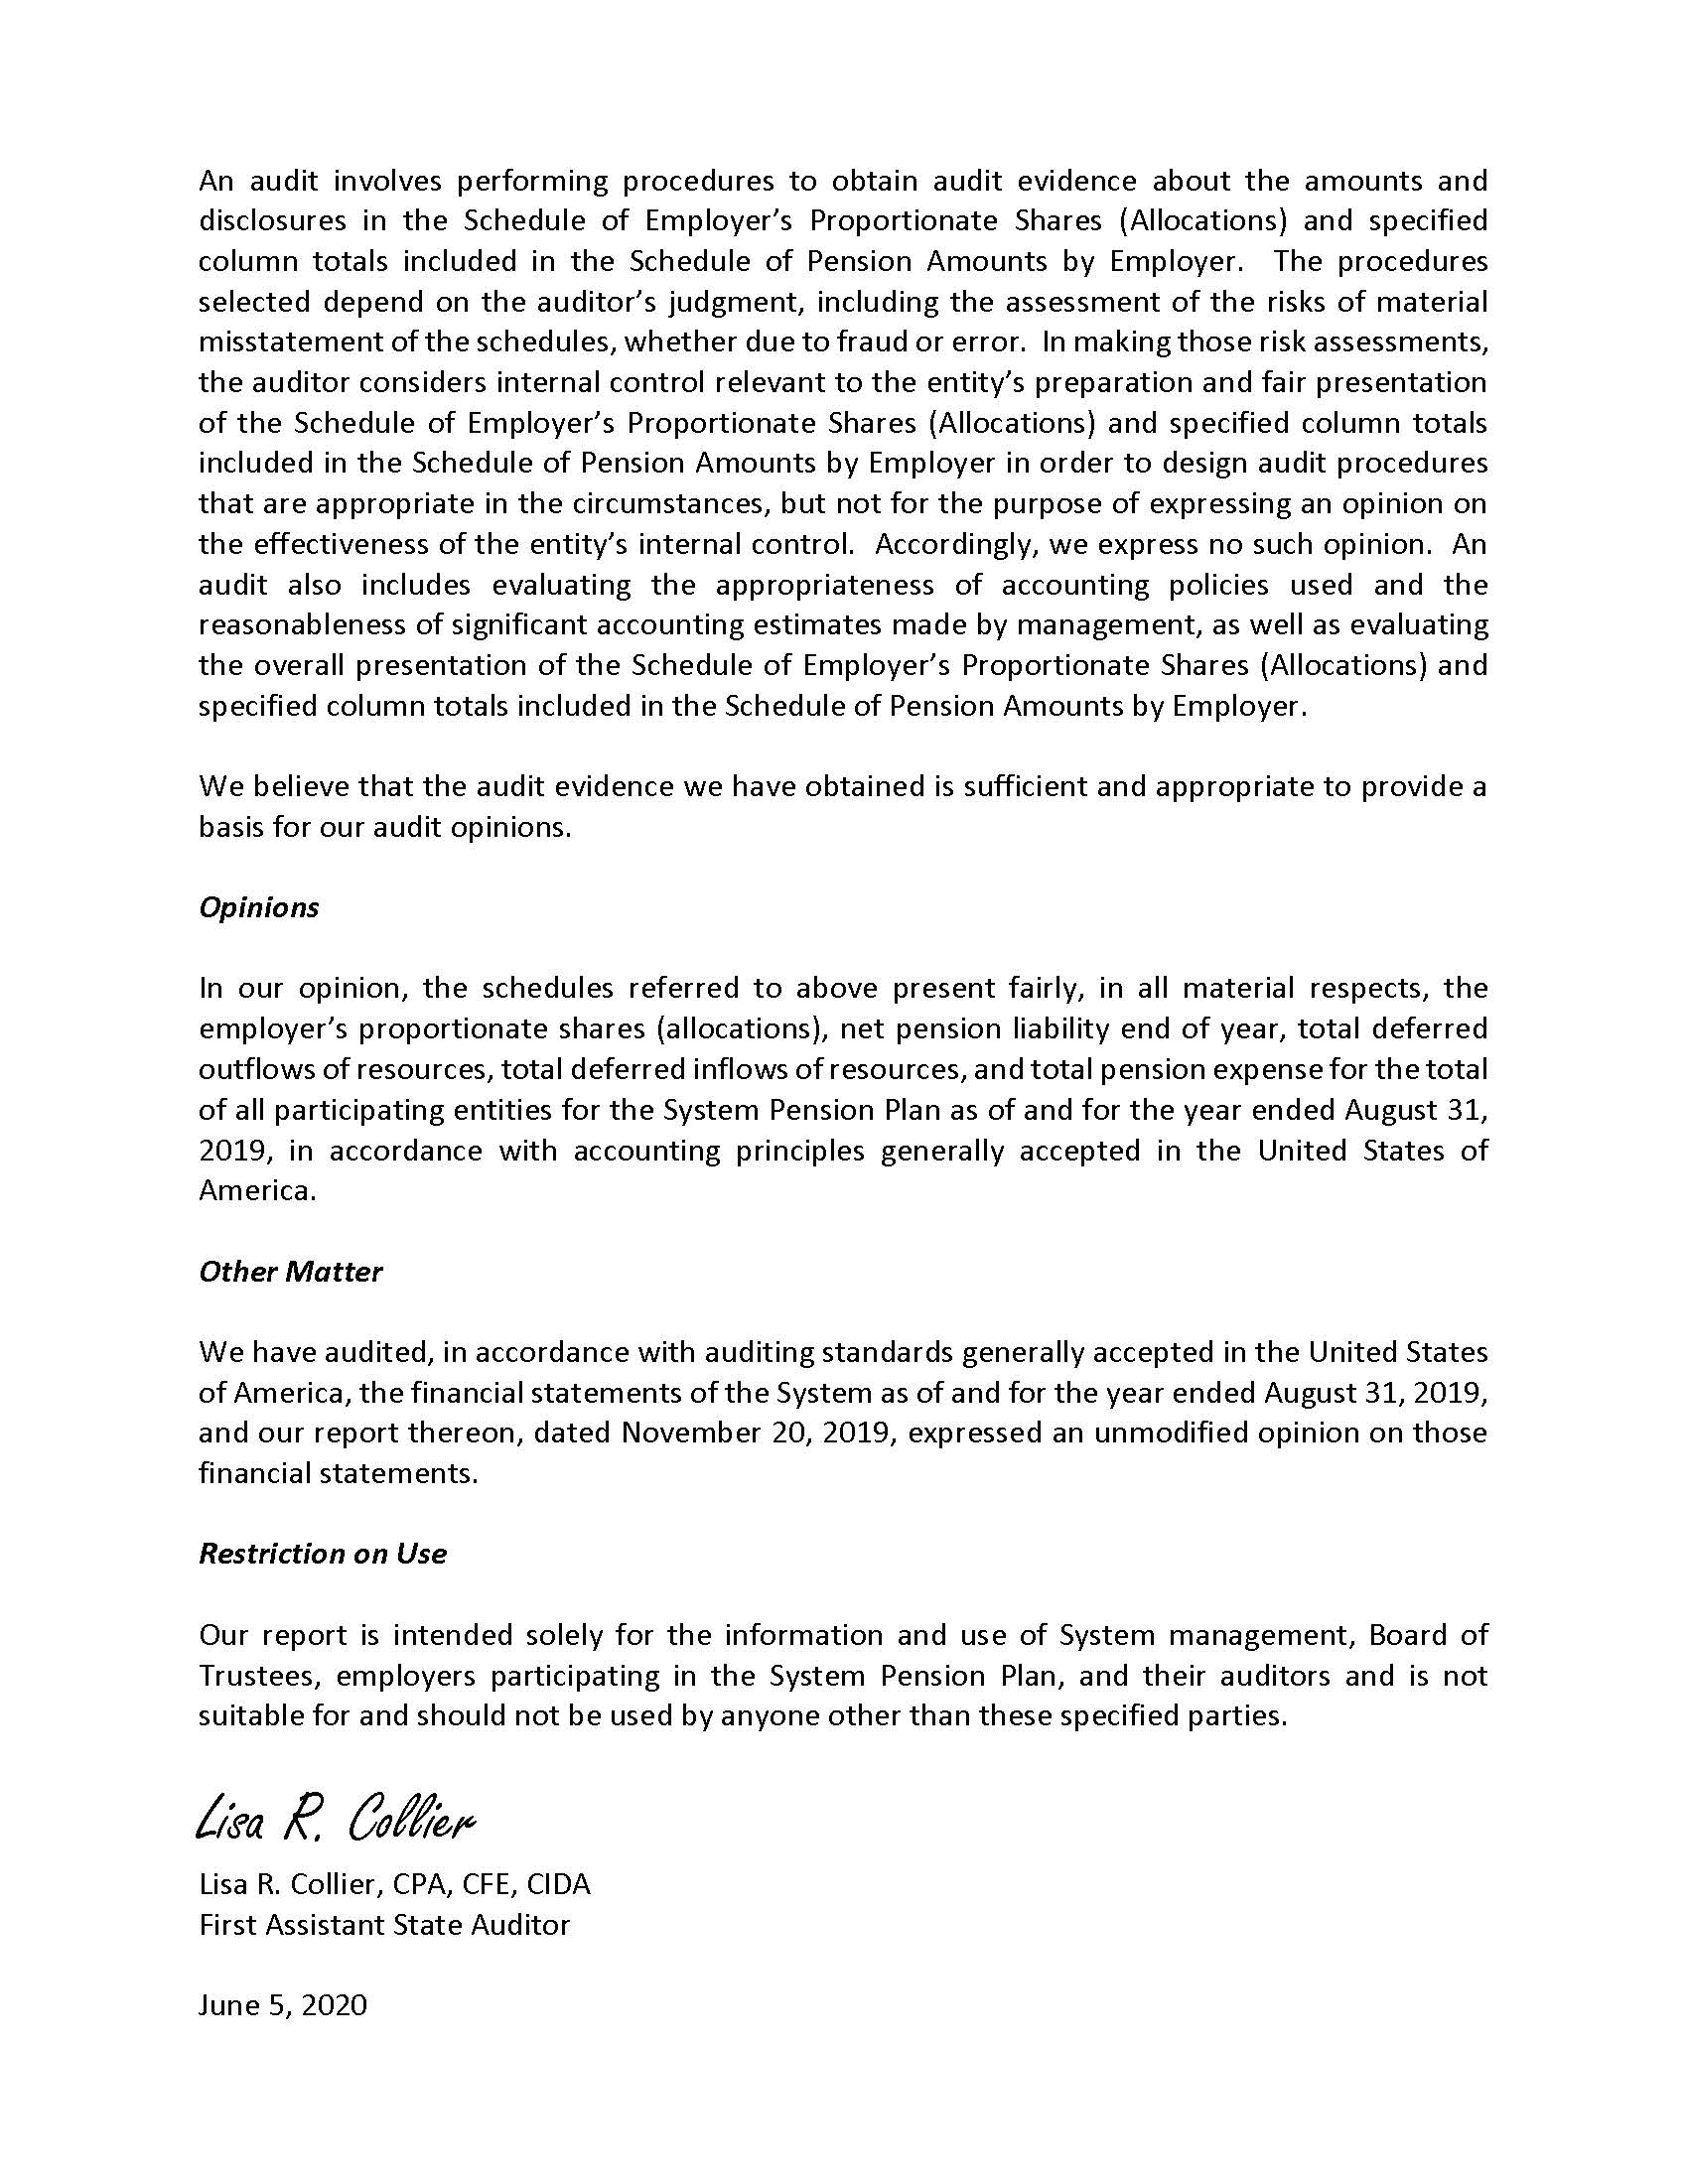 An audit involves performing procedures to obtain audit evidence about the amounts and
disclosures in the Schedule of Employer’s Proportionate Shares (Allocations) and specified
column totals included in the Schedule of Pension Amounts by Employer.  The procedures
selected depend on the auditor’s judgment, including the assessment of the risks of material
misstatement of the schedules, whether due to fraud or error.  In making those risk assessments,
the auditor considers internal control relevant to the entity’s preparation and fair presentation
of the Schedule of Employer’s Proportionate Shares (Allocations) and specified column totals
included in the Schedule of Pension Amounts by Employer in order to design audit procedures
that are appropriate in the circumstances, but not for the purpose of expressing an opinion on
the effectiveness of the entity’s internal control.  Accordingly, we express no such opinion.  An
audit also includes evaluating the appropriateness of accounting policies used and the
reasonableness of significant accounting estimates made by management, as well as evaluating
the overall presentation of the Schedule of Employer’s Proportionate Shares (Allocations) and
specified column totals included in the Schedule of Pension Amounts by Employer.
We believe that the audit evidence we have obtained is sufficient and appropriate to provide a
basis for our audit opinions.
Opinions
In our opinion, the schedules referred to above present fairly, in all material respects, the
employer’s proportionate shares (allocations), net pension liability end of year, total deferred
outflows of resources, total deferred inflows of resources, and total pension expense for the total
of all participating entities for the System Pension Plan as of and for the year ended August 31,
2019, in accordance with accounting principles generally accepted in the United States of
America.
Other Matter
We have audited, in accordance with auditing standards generally accepted in the United States
of America, the financial statements of the System as of and for the year ended August 31, 2019,
and our report thereon, dated November 20, 2019, expressed an unmodified opinion on those
financial statements.
Restriction on Use
Our report is intended solely for the information and use of System management, Board of
Trustees, employers participating in the System Pension Plan, and their auditors and is not
suitable for and should not be used by anyone other than these specified parties.
Lisa R. Collier
Lisa R. Collier, CPA, CFE, CIDA
First Assistant State Auditor
June 5, 2020